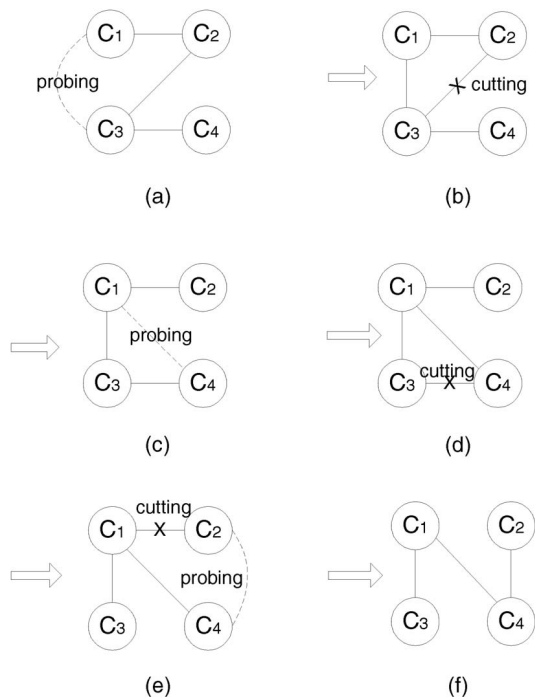 C1 C2
probing
C3 C4
(a)
C1 C2
cutting
C3 C4
(b)
C1 C2
probing
C3 C4
(c)
C1 C2
cutting
C3 C4
(d)
cutting
C1 C2
probing
C3 C4
(e)
C1 C2
C3 C4
(f)